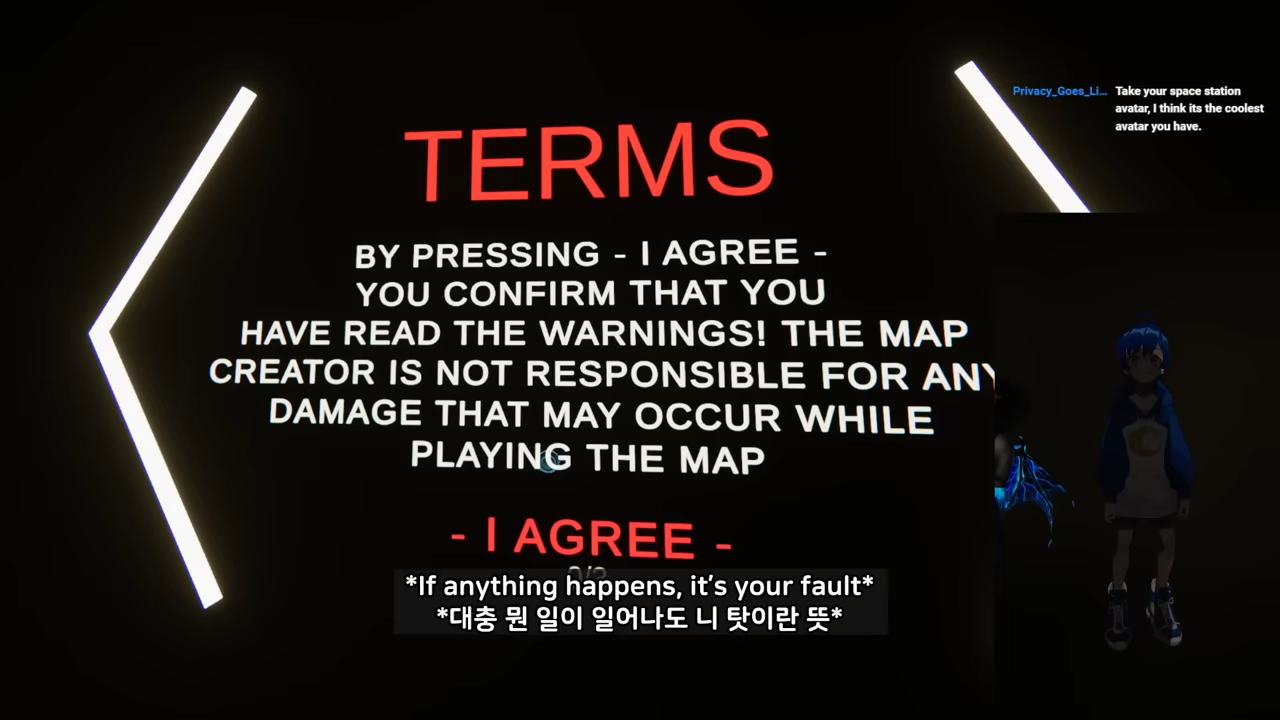 Privacy_Goes_Li... Take your space station
avatar, I think its the coolest
avatar you have.
TERMS
BY PRESSING - I AGREE -
YOU CONFIRM THAT YOU
HAVE READ THE WARNINGS! THE MAP
CREATOR IS NOT RESPONSIBLE FOR ANY
DAMAGE THAT MAY OCCUR WHILE
PLAYING THE MAP
- I AGREE -
*If anything happens, it's your fault*
*대충 뭔 일이 일어나도 니 탓이란 뜻*